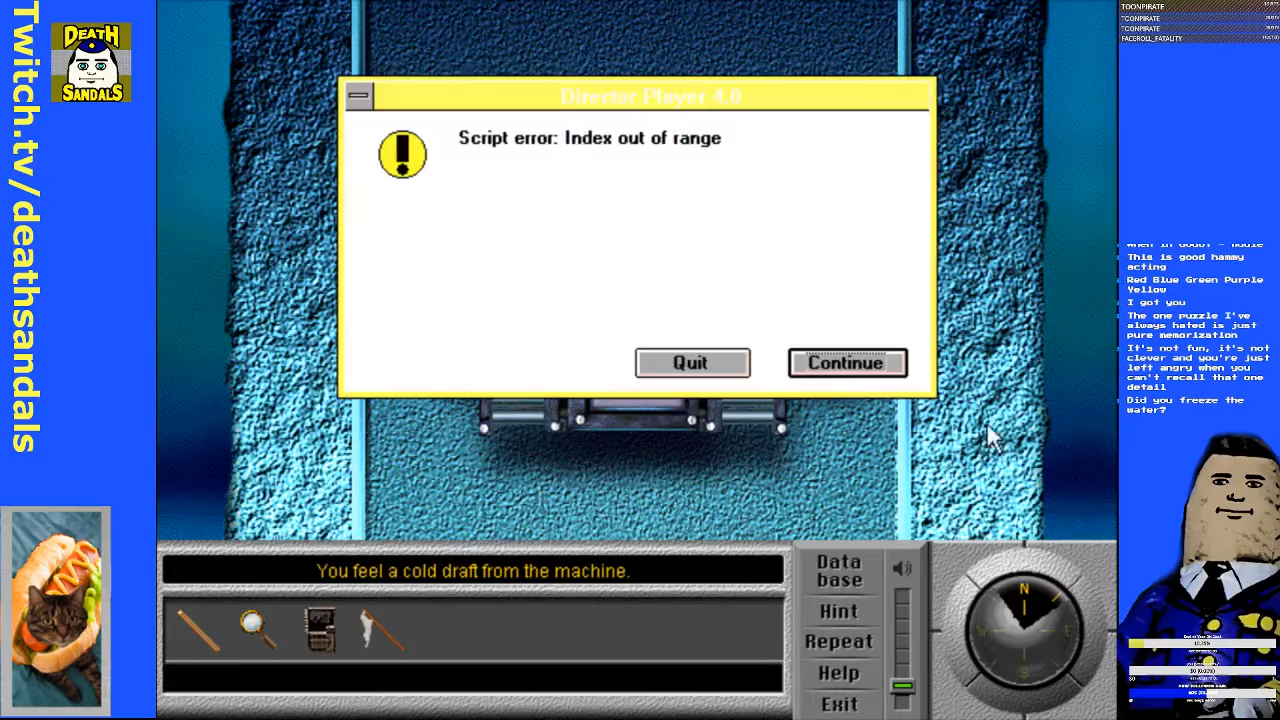 Twitch.tv/deathsandals
DEATH
SANDALS
Director Player 4.0
Script error: Index out of range
Quit
Continue
You feel a cold draft from the machine.
Data
base
Hint
Repeat
Help
Exit
N
E
S
W
TOONPIRATE
TOONPIRATE
TOONPIRATE
FACEROLL_FATALITY
This is good hammy
acting
Red Blue Green Purple
Yellow
I got you
The one puzzle I've
always hated is just
pure memorization
It's not fun, it's not
clever and you're just
left angry when you
can't recall that one
detail
Did you freeze the
water?